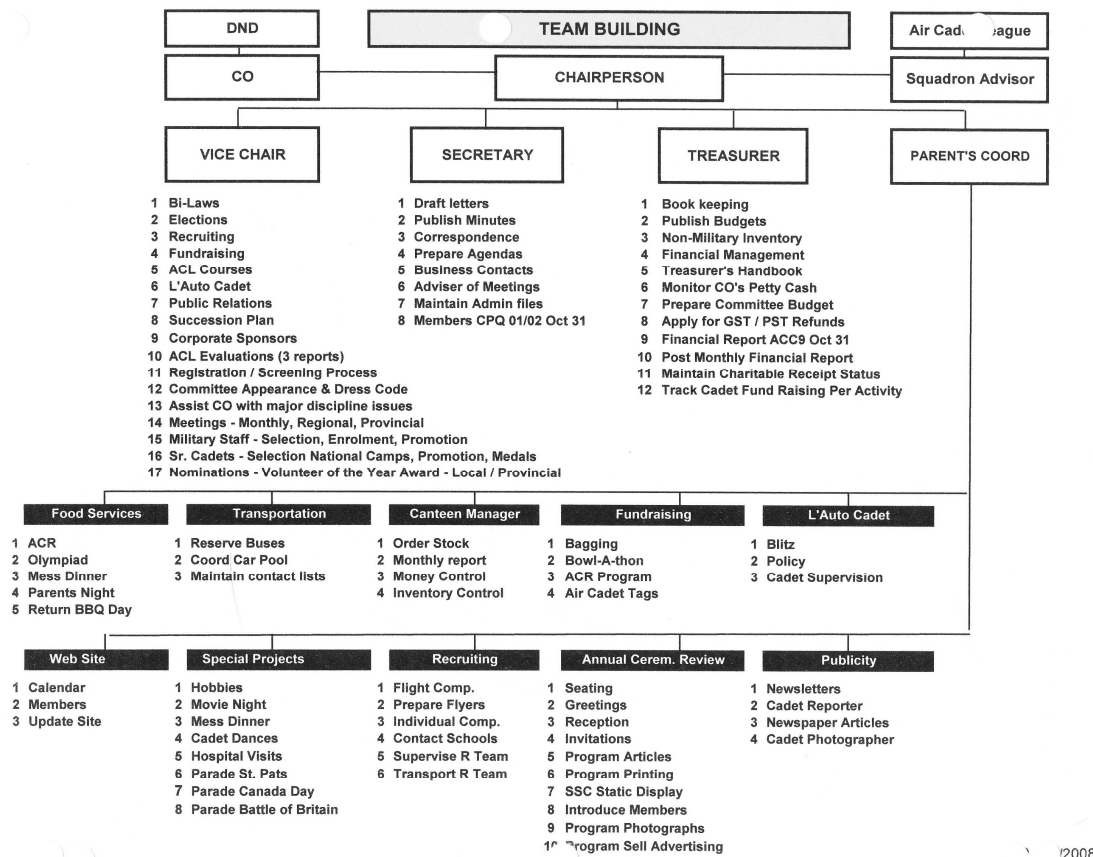 DND
TEAM BUILDING
Air Cad
eague
CO
CHAIRPERSON
Squadron Advisor
VICE CHAIR
SECRETARY
TREASURER
PARENT'S COORD
1 Bi-Laws
2 Elections
3 Recruiting
4 Fundraising
5 ACL Courses
6 L'Auto Cadet
7 Public Relations
8 Succession Plan
9 Corporate Sponsors
10 ACL Evaluations (3 reports)
11 Registration / Screening Process
12 Committee Appearance & Dress Code
13 Assist CO with major discipline issues
14 Meetings - Monthly, Regional, Provincial
15 Military Staff - Selection, Enrolment, Promotion
16 Sr. Cadets - Selection National Camps, Promotion, Medals
17 Nominations - Volunteer of the Year Award - Local / Provincial
1 Draft letters
2 Publish Minutes
3 Correspondence
4 Prepare Agendas
5 Business Contacts
6 Adviser of Meetings
7 Maintain Admin files
8 Members CPQ 01/02 Oct 31
1 Book keeping
2 Publish Budgets
3 Non-Military Inventory
4 Financial Management
5 Treasurer's Handbook
6 Monitor CO's Petty Cash
7 Prepare Committee Budget
8 Apply for GST / PST Refunds
9 Financial Report ACC9 Oct 31
10 Post Monthly Financial Report
11 Maintain Charitable Receipt Status
12 Track Cadet Fund Raising Per Activity
Food Services
1 ACR
2 Olympiad
3 Mess Dinner
4 Parents Night
5 Return BBQ Day
Transportation
1 Reserve Buses
2 Coord Car Pool
3 Maintain contact lists
Canteen Manager
1 Order Stock
2 Monthly report
3 Money Control
4 Inventory Control
Fundraising
1 Bagging
2 Bowl-A-thon
3 ACR Program
4 Air Cadet Tags
L'Auto Cadet
1 Blitz
2 Policy
3 Cadet Supervision
Web Site
1 Calendar
2 Members
3 Update Site
Special Projects
1 Hobbies
2 Movie Night
3 Mess Dinner
4 Cadet Dances
5 Hospital Visits
6 Parade St. Pats
7 Parade Canada Day
8 Parade Battle of Britain
Recruiting
1 Flight Comp.
2 Prepare Flyers
3 Individual Comp.
4 Contact Schools
5 Supervise R Team
6 Transport R Team
Annual Cerem. Review
1 Seating
2 Greetings
3 Reception
4 Invitations
5 Program Articles
6 Program Printing
7 SSC Static Display
8 Introduce Members
9 Program Photographs
10 Program Sell Advertising
Publicity
1 Newsletters
2 Cadet Reporter
3 Newspaper Articles
4 Cadet Photographer
/2008